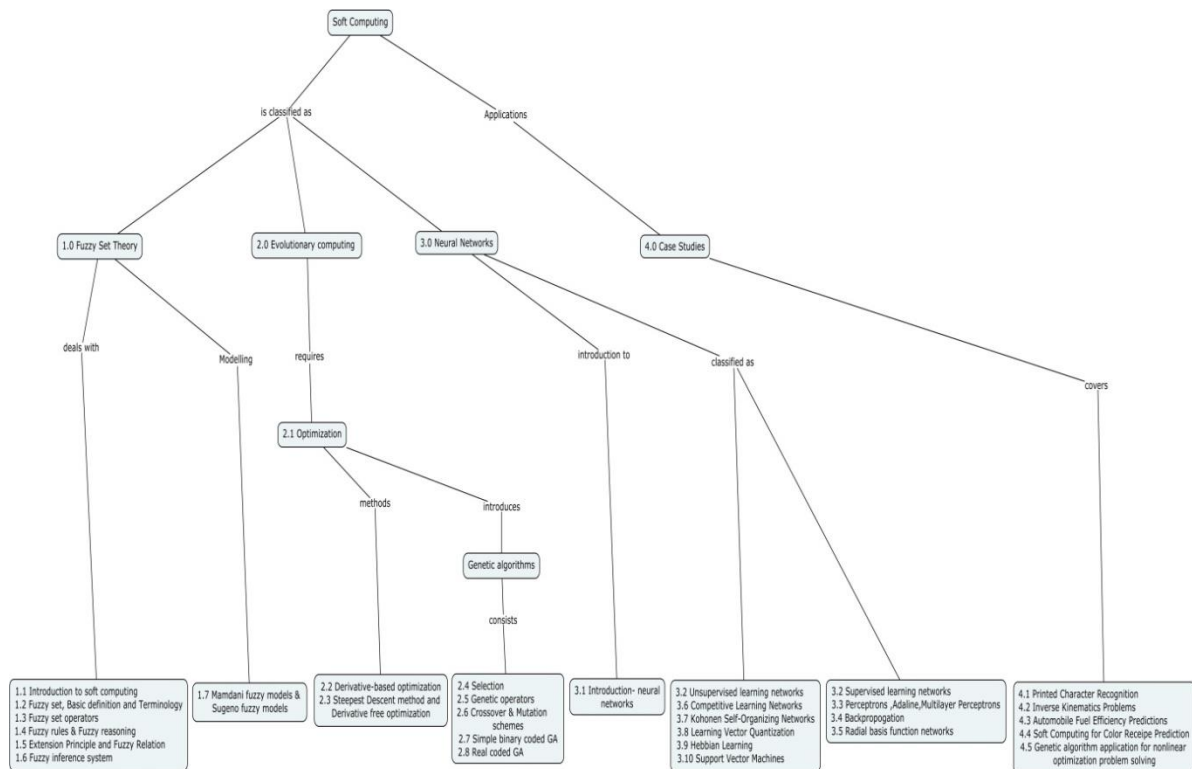 Soft Computing
is classified as
Applications
1.0 Fuzzy Set Theory
2.0 Evolutionary computing
3.0 Neural Networks
4.0 Case Studies
deals with
Modelling
requires
introduction to
classified as
covers
2.1 Optimization
methods
introduces
Genetic algorithms
consists
1.1 Introduction to soft computing
1.2 Fuzzy set, Basic definition and Terminology
1.3 Fuzzy set operators
1.4 Fuzzy rules & Fuzzy reasoning
1.5 Extension Principle and Fuzzy Relation
1.6 Fuzzy inference system
1.7 Mamdani fuzzy models &
Sugeno fuzzy models
2.2 Derivative-based optimization
2.3 Steepest Descent method and
Derivative free optimization
2.4 Selection
2.5 Genetic operators
2.6 Crossover & Mutation
schemes
2.7 Simple binary coded GA
2.8 Real coded GA
3.1 Introduction- neural
networks
3.2 Unsupervised learning networks
3.6 Competitive Learning Networks
3.7 Kohonen Self-Organizing Networks
3.8 Learning Vector Quantization
3.9 Hebbian Learning
3.10 Support Vector Machines
3.2 Supervised learning networks
3.3 Perceptrons ,Adaline,Multilayer Perceptrons
3.4 Backpropogation
3.5 Radial basis function networks
4.1 Printed Character Recognition
4.2 Inverse Kinematics Problems
4.3 Automobile Fuel Efficiency Predictions
4.4 Soft Computing for Color Receipe Prediction
4.5 Genetic algorithm application for nonlinear
optimization problem solving